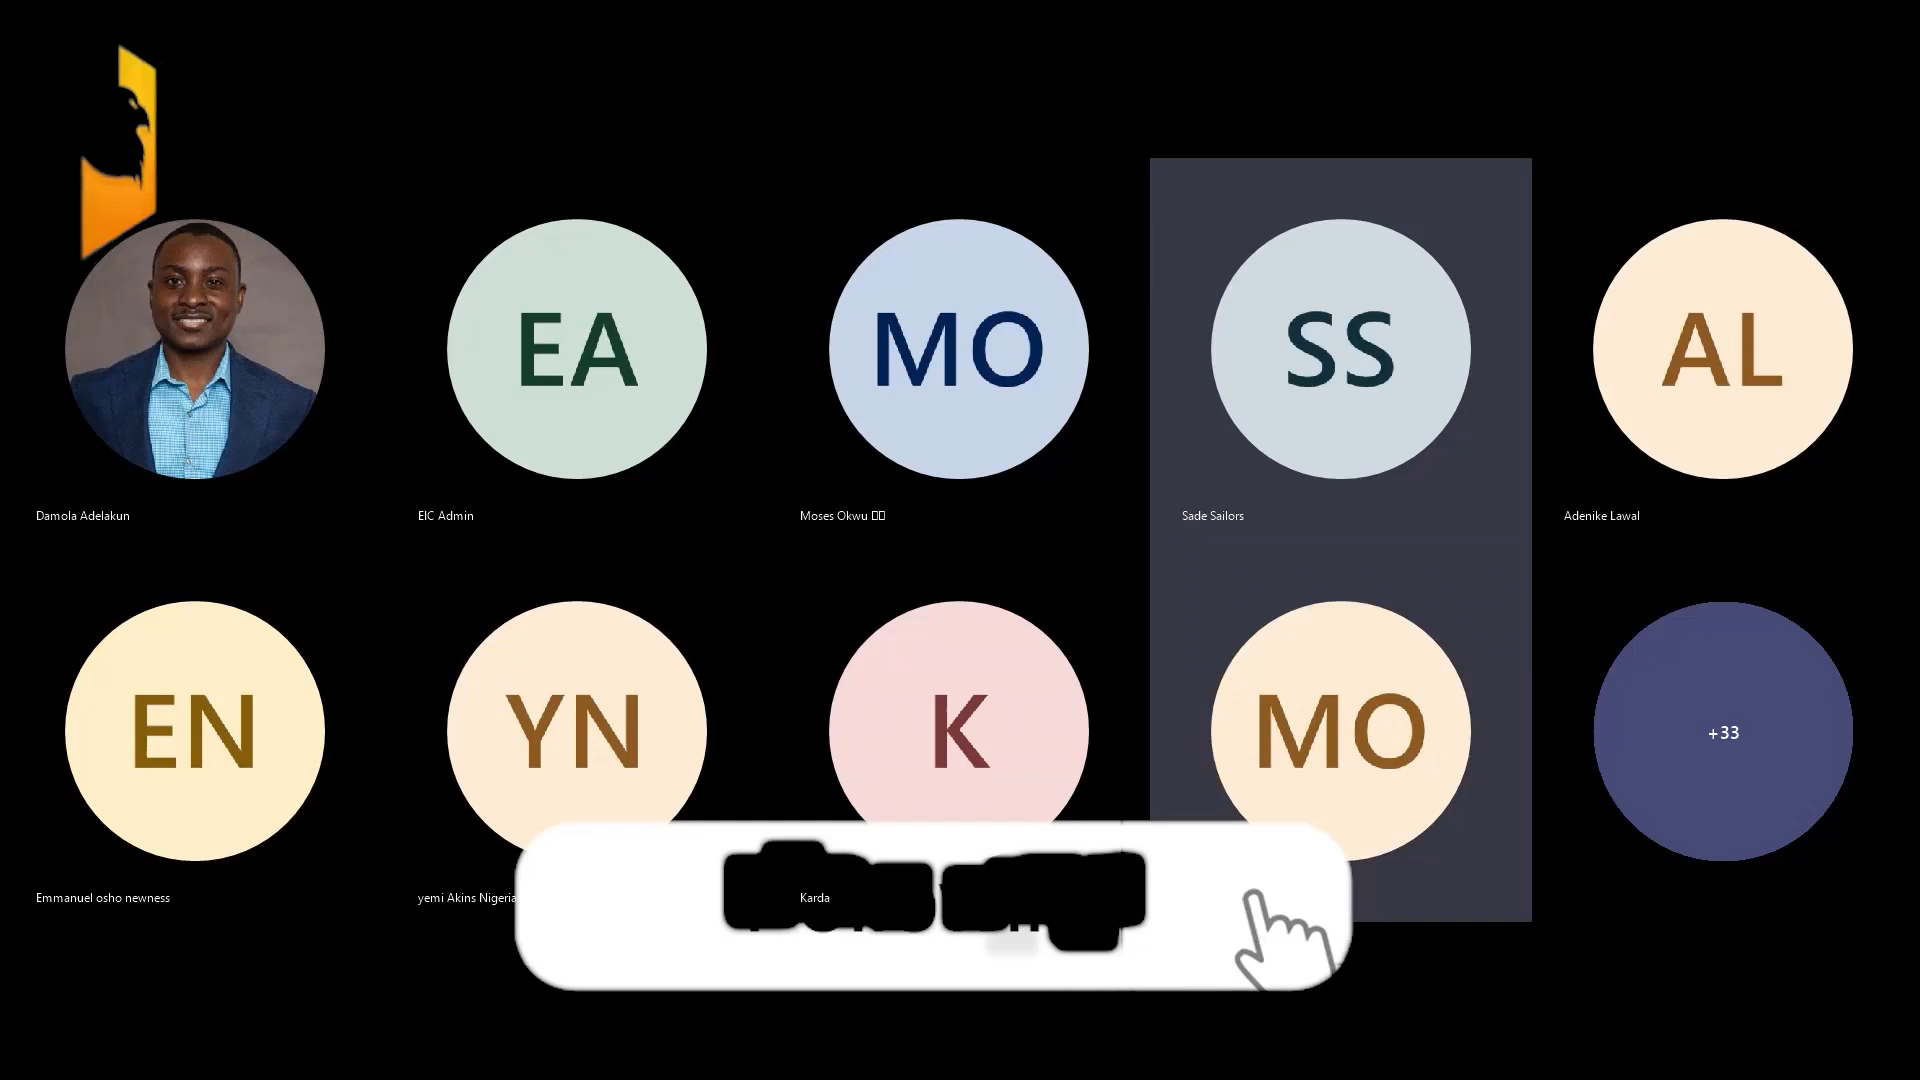 EA
MO
SS
AL
Damola Adelakun
EIC Admin
Moses Okwu
Sade Sailors
Adenike Lawal
EN
YN
K
MO
+33
Emmanuel osho newness
yemi Akins Nigeria
Karda